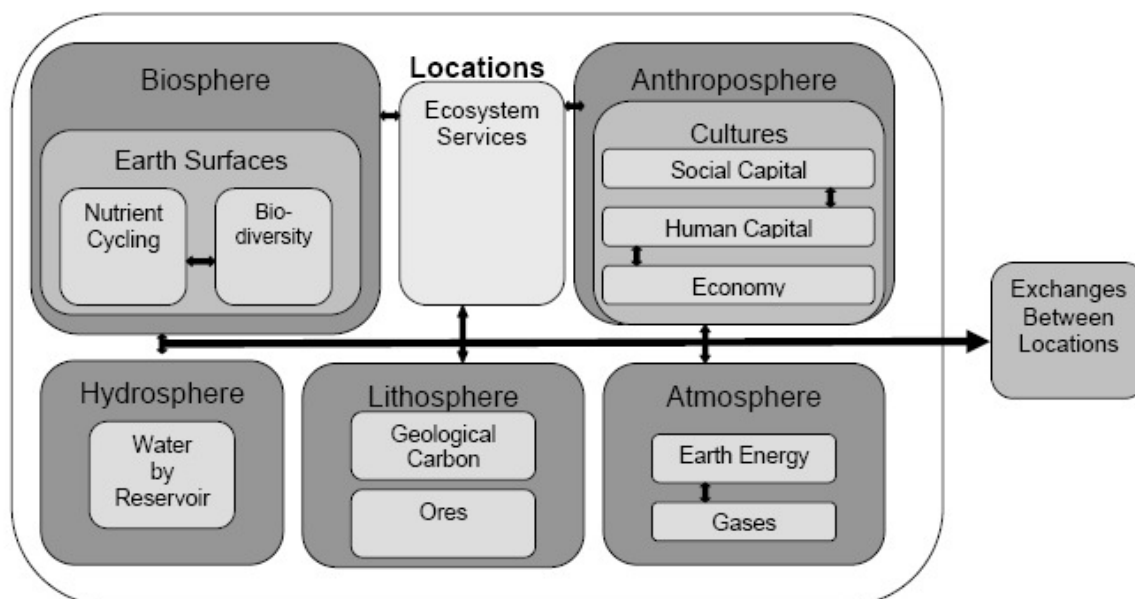 Locations
Biosphere
Earth Surfaces
Nutrient
Cycling
Bio-
diversity
Ecosystem
Services
Anthroposphere
Cultures
Social Capital
Human Capital
Economy
Exchanges
Between
Locations
Hydrosphere
Water
by
Reservoir
Lithosphere
Geological
Carbon
Ores
Atmosphere
Earth Energy
Gases